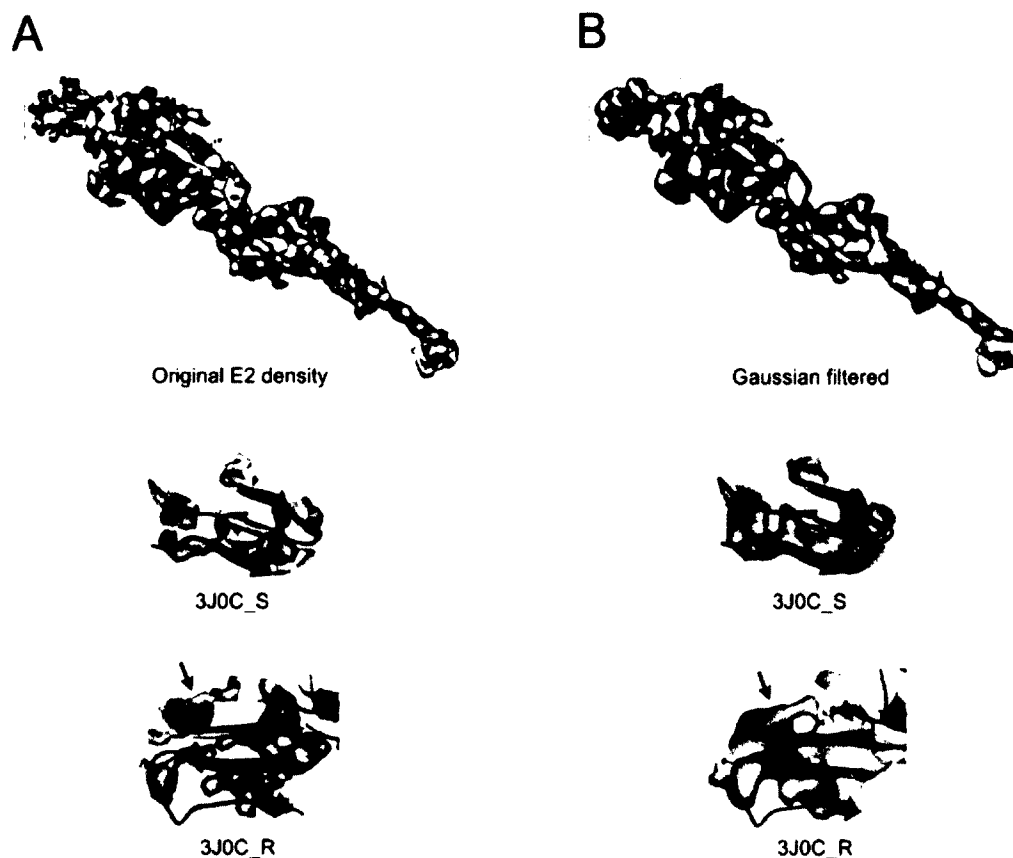 A
B
Original E2 density
Gaussian filtered
3J0C_S
3J0C_S
3J0C_R
3J0C_R